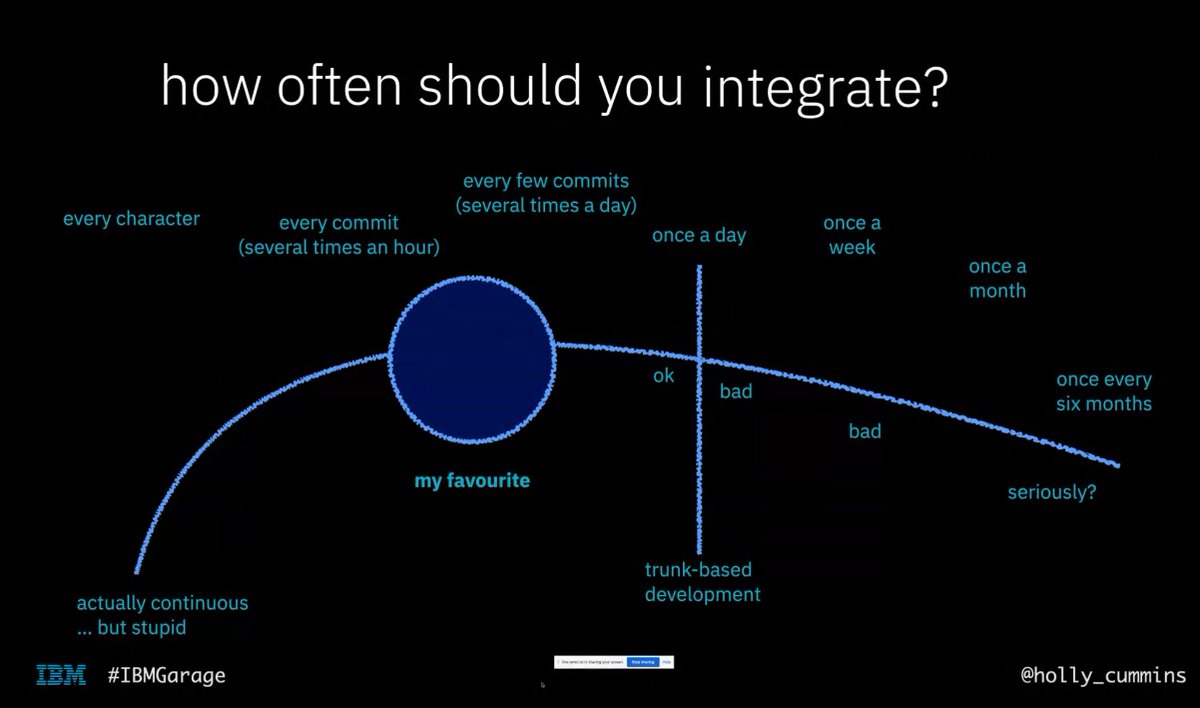 how often should you integrate?
every few commits
(several times a day)
every character
every commit
(several times an hour)
once a day
once a
week
once a
month
ok
bad
once every
six months
bad
my favourite
seriously?
trunk-based
development
actually continuous
... but stupid
is sharing your screen.
Stop sharing
Hide
IBM
#IBMGarage
@holly_cummins